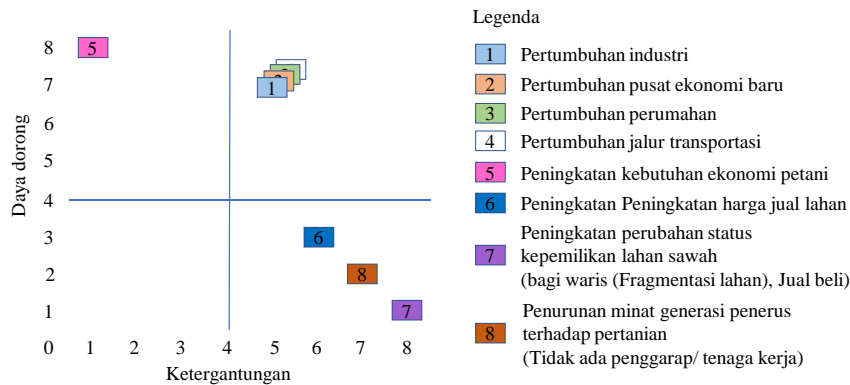 Legenda
8
5
7
1
6
5
4
3
6
2
8
1
7
0 1 2 3 4 5 6 7 8
Daya dorong
Ketergantungan
1 Pertumbuhan industri
2 Pertumbuhan pusat ekonomi baru
3 Pertumbuhan perumahan
4 Pertumbuhan jalur transportasi
5 Peningkatan kebutuhan ekonomi petani
6 Peningkatan Peningkatan harga jual lahan
Peningkatan perubahan status
7 kepemilikan lahan sawah
(bagi waris (Fragmentasi lahan), Jual beli)
Penurunan minat generasi penerus
8 terhadap pertanian
(Tidak ada penggarap/ tenaga kerja)